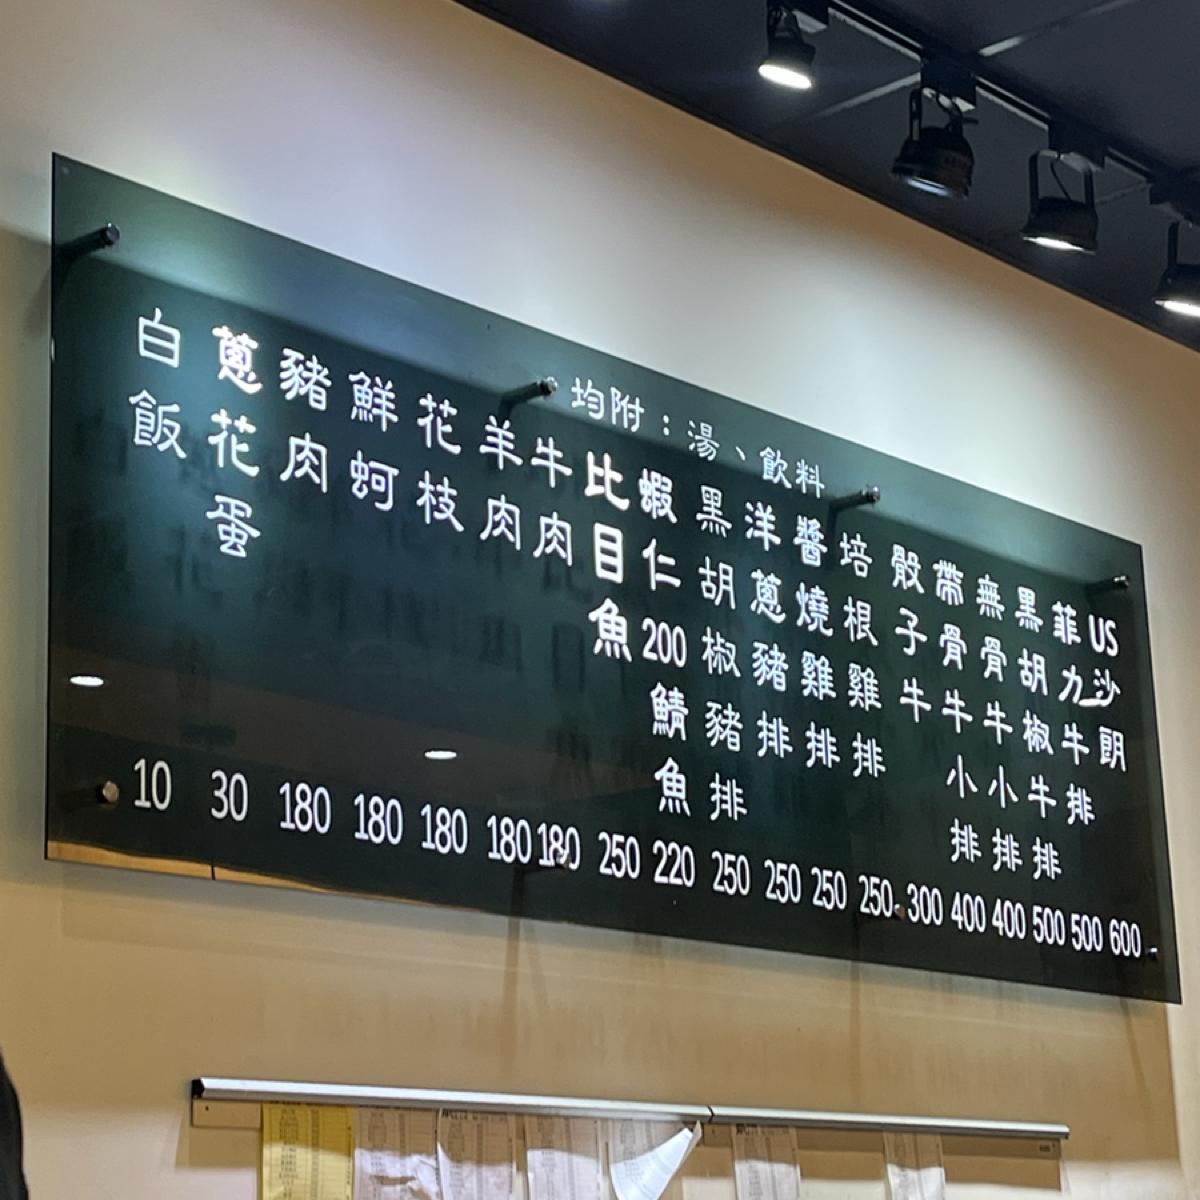 均附：湯、飲料
US沙朗 600
菲力牛排 500
黑胡椒牛排 500
無骨牛小排 400
帶骨牛小排 400
骰子牛 300
培根雞排 250
醬燒雞排 250
洋蔥豬排 250
黑胡椒豬排 250
蝦仁 200 鯖魚 220
比目魚 250
牛肉 180
羊肉 180
花枝 180
鮮蚵 180
豬肉 180
蔥花蛋 30
白飯 10